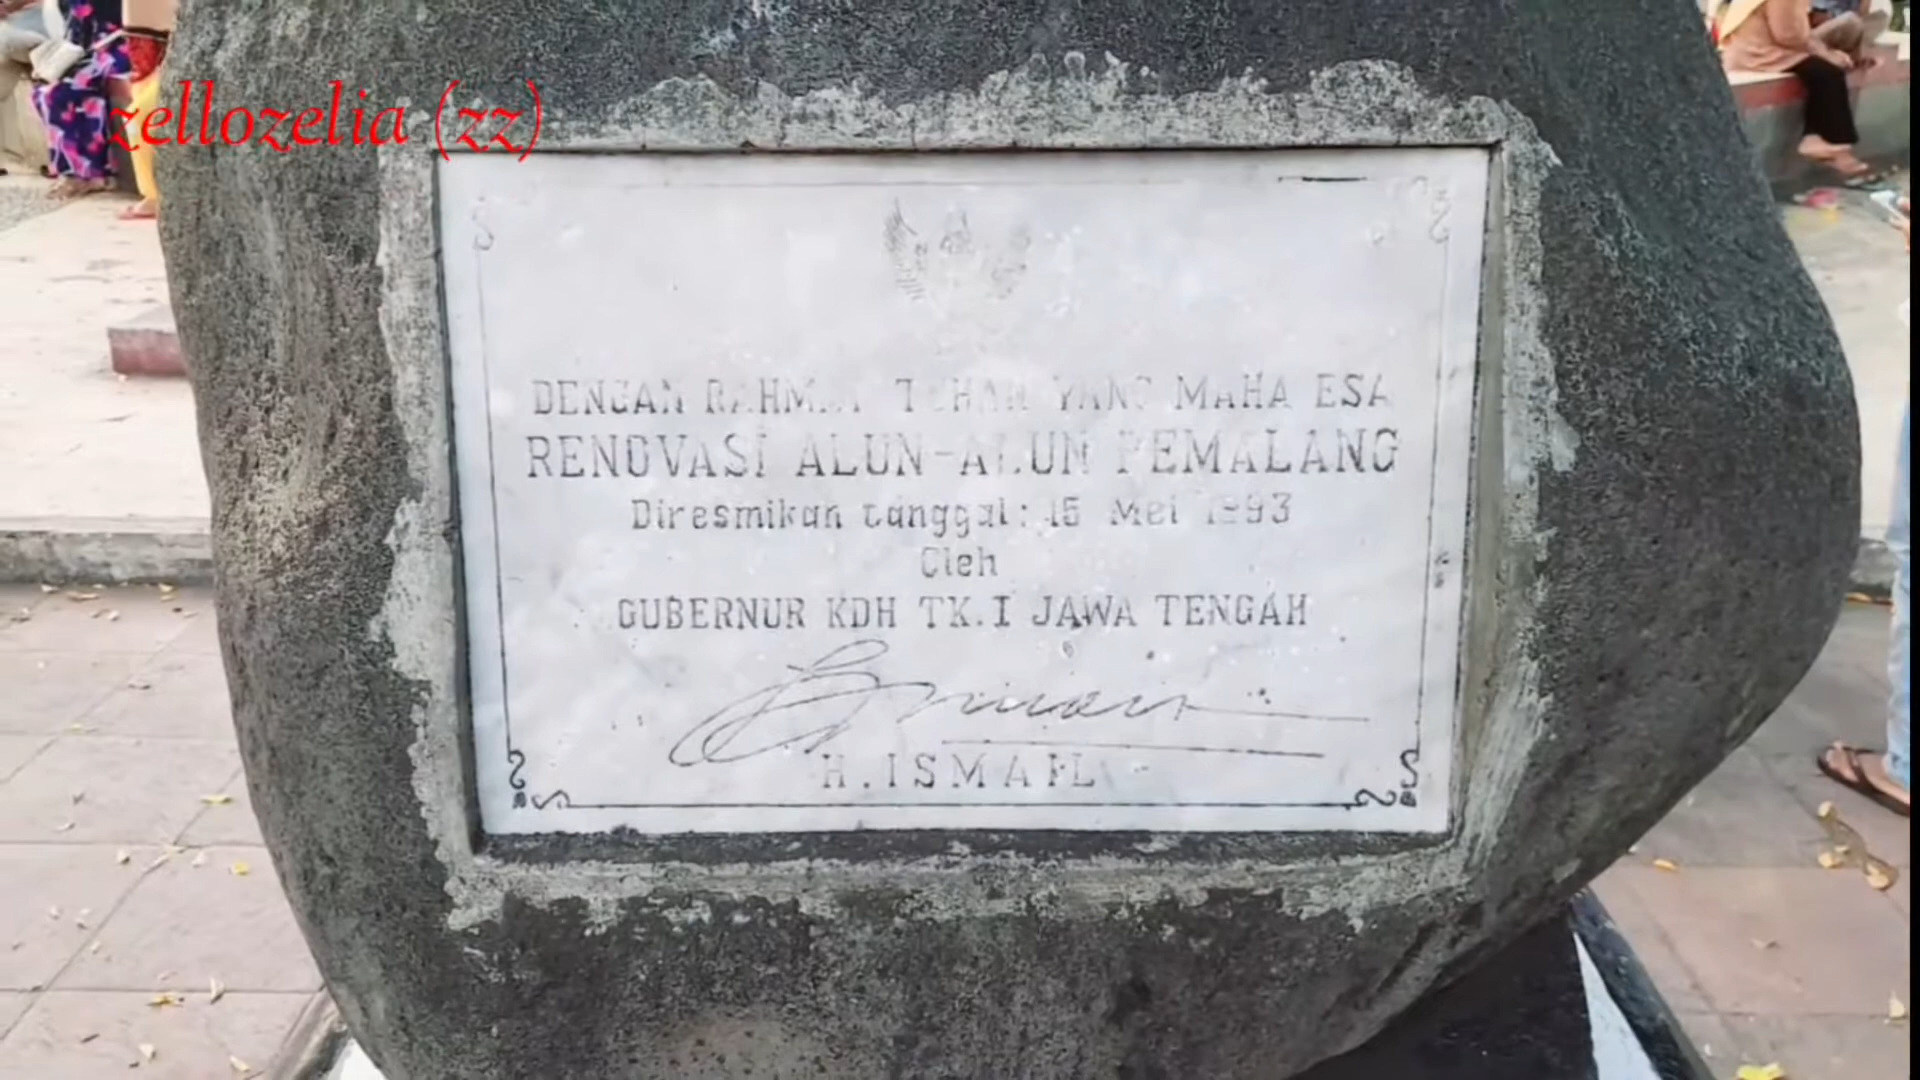 zellozelia (zz)
DENGAN RAHMAT TUHAN YANG MAHA ESA
RENOVASI ALUN-ALUN PEMALANG
Diresmikan tanggal: 15 Mei 1993
Oleh
GUBERNUR KDH TK.I JAWA TENGAH
H.ISMAIL